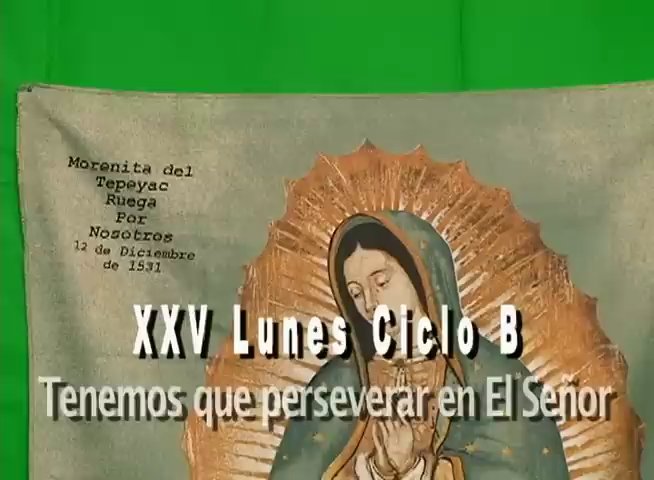 Morenita del
Tepeyac
Ruega
Por
Nosotros
12 de Diciembre
de 1531
XXV Lunes Ciclo B
Tenemos que perseverar en El Señor